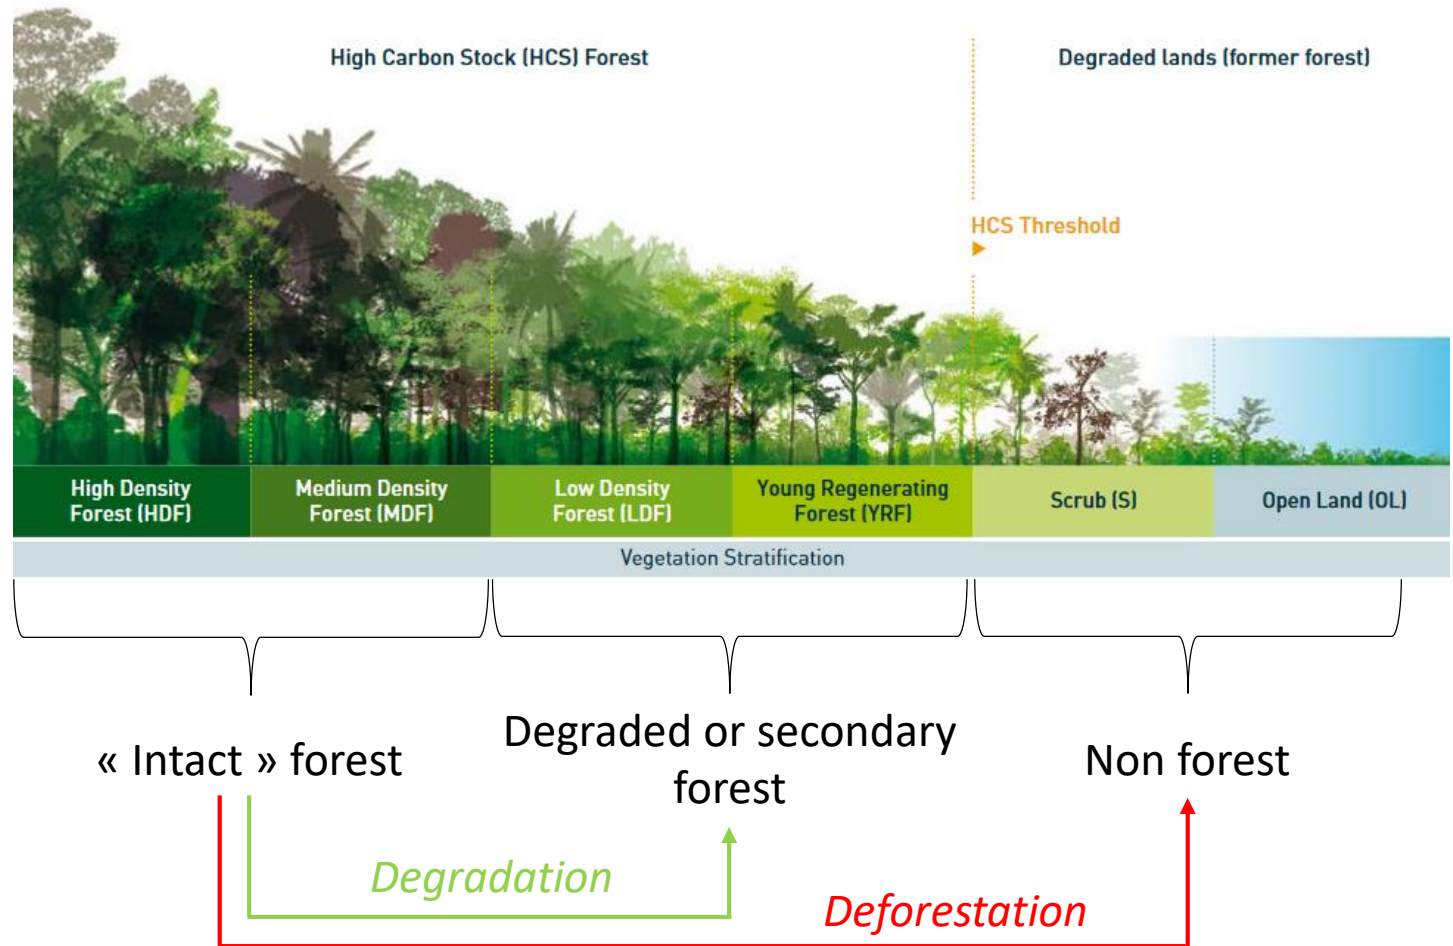 High Carbon Stock (HCS) Forest
Degraded lands (former forest)
HCS Threshold
High Density
Forest (HDF)
Medium Density
Forest (MDF)
Low Density
Forest (LDF)
Young Regenerating
Forest (YRF)
Scrub (S)
Open Land (OL)
Vegetation Stratification
« Intact » forest
Degraded or secondary
forest
Non forest
Degradation
Deforestation